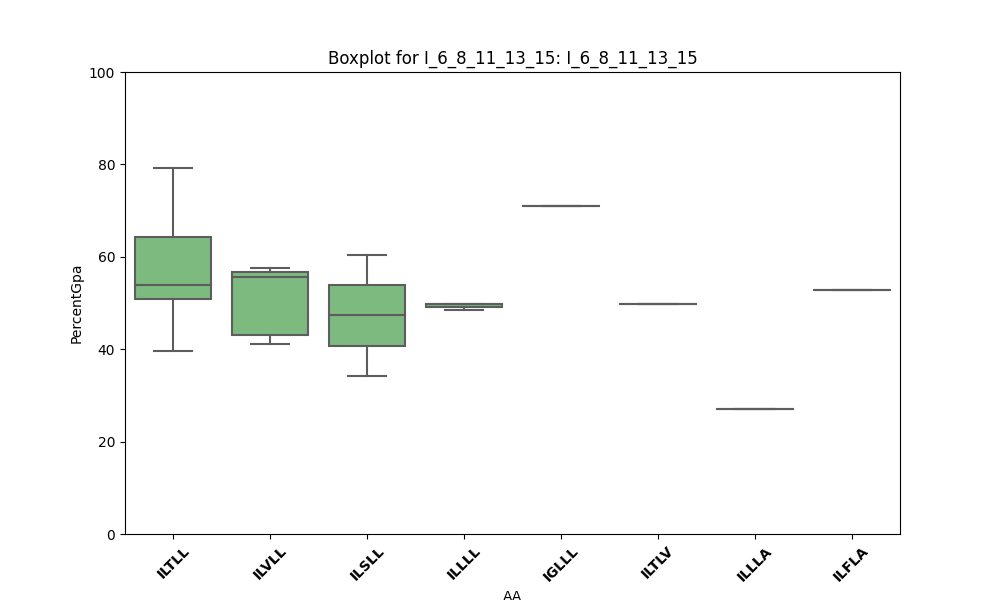 Boxplot for I_6_8_11_13_15: I_6_8_11_13_15
100
80
60
40
20
0
PercentGpa
ILTLL
ILVLL
ILSLL
ILLLL
IGLLL
ILTLV
ILLLA
ILFLA
AA